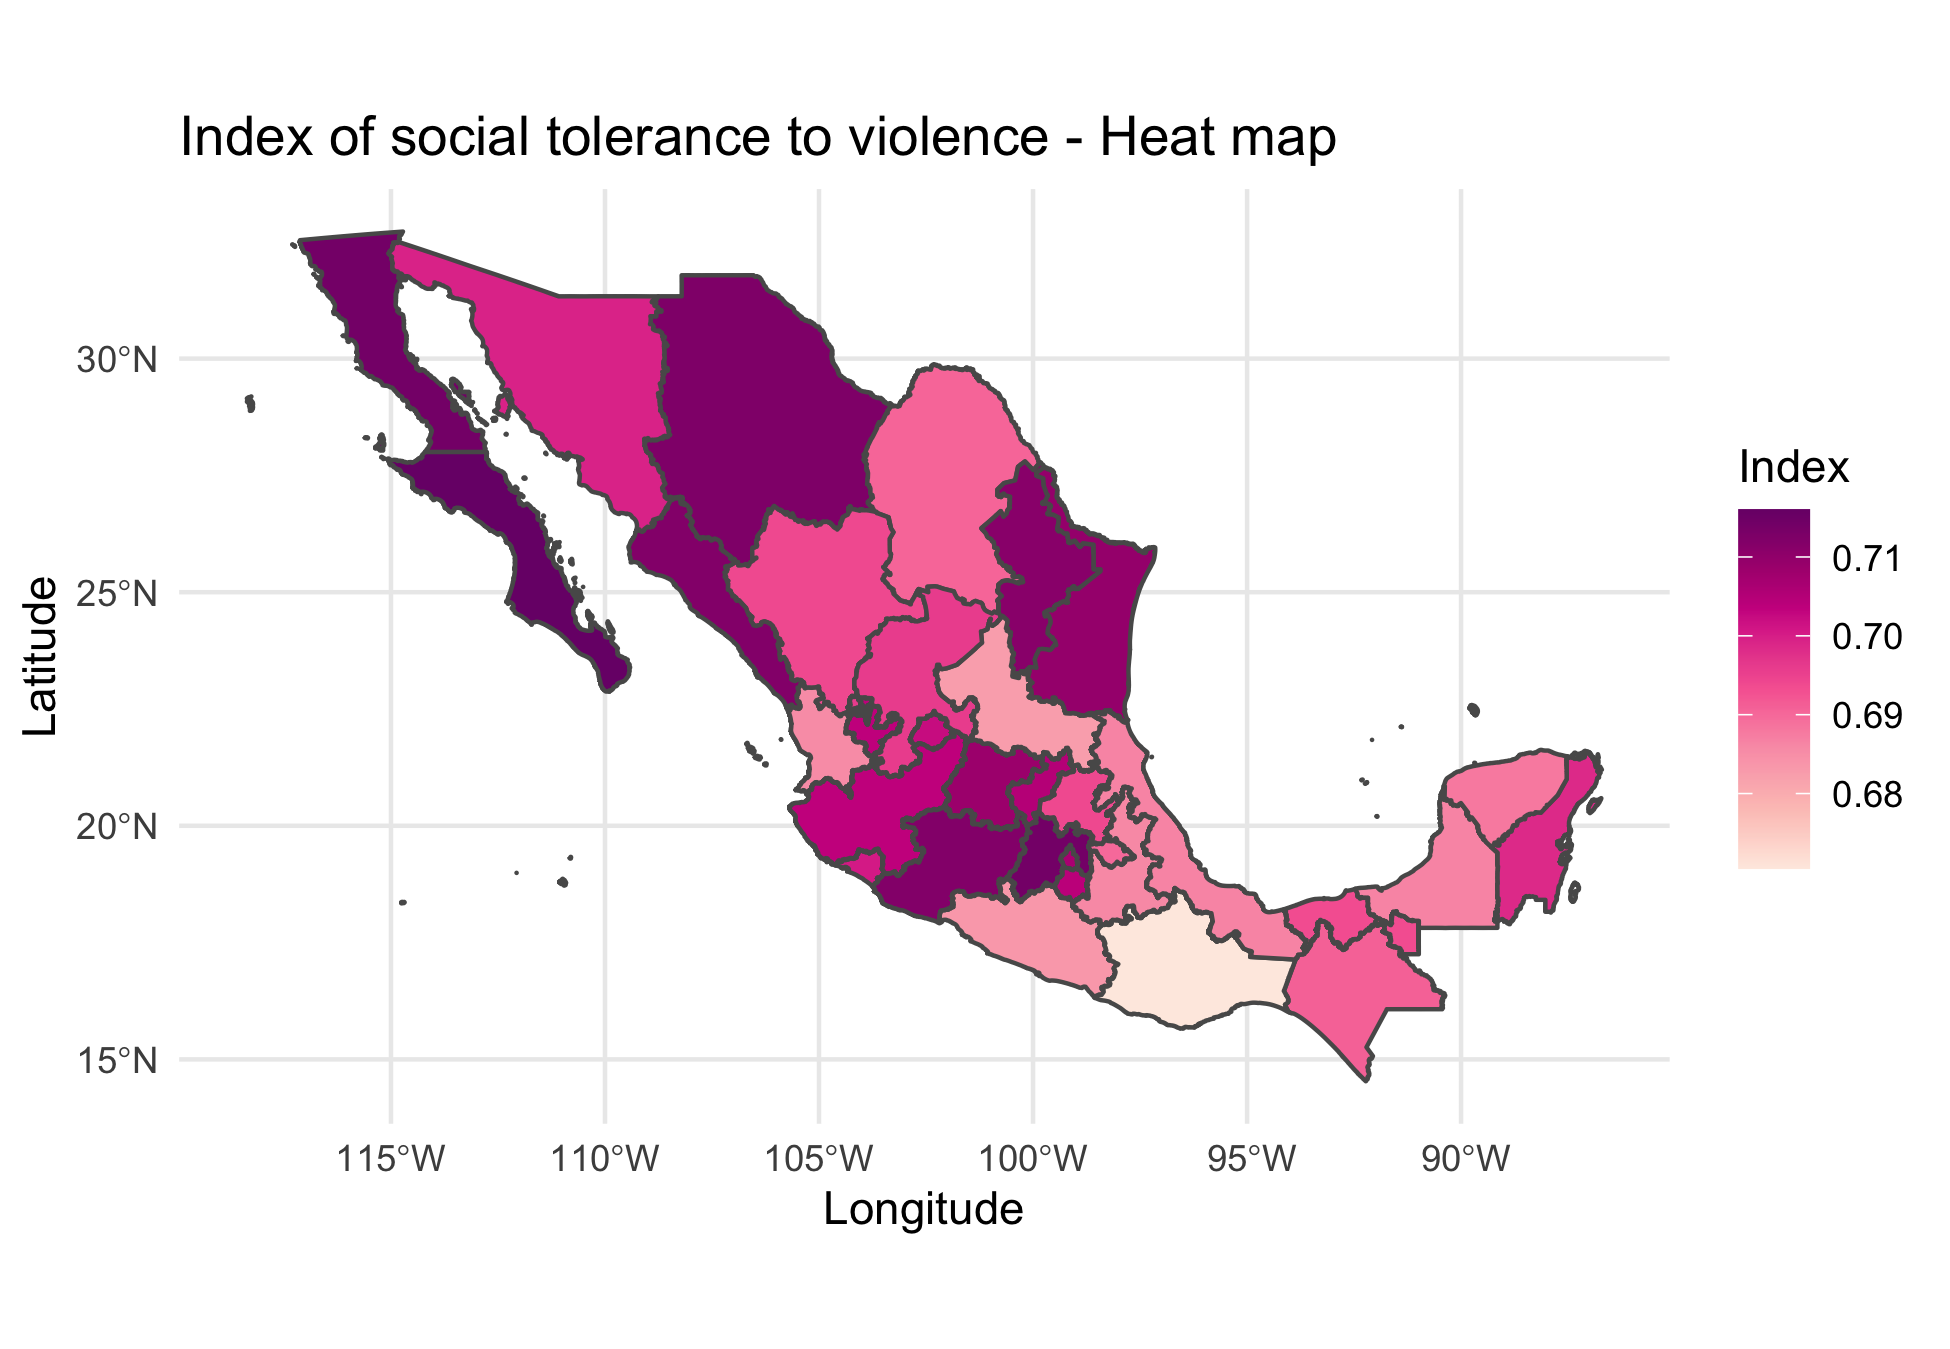 Index of social tolerance to violence - Heat map
30°N
25°N
20°N
15°N
Latitude
115°W 110°W 105°W 100°W 95°W 90°W
Longitude
Index
0.71
0.70
0.69
0.68